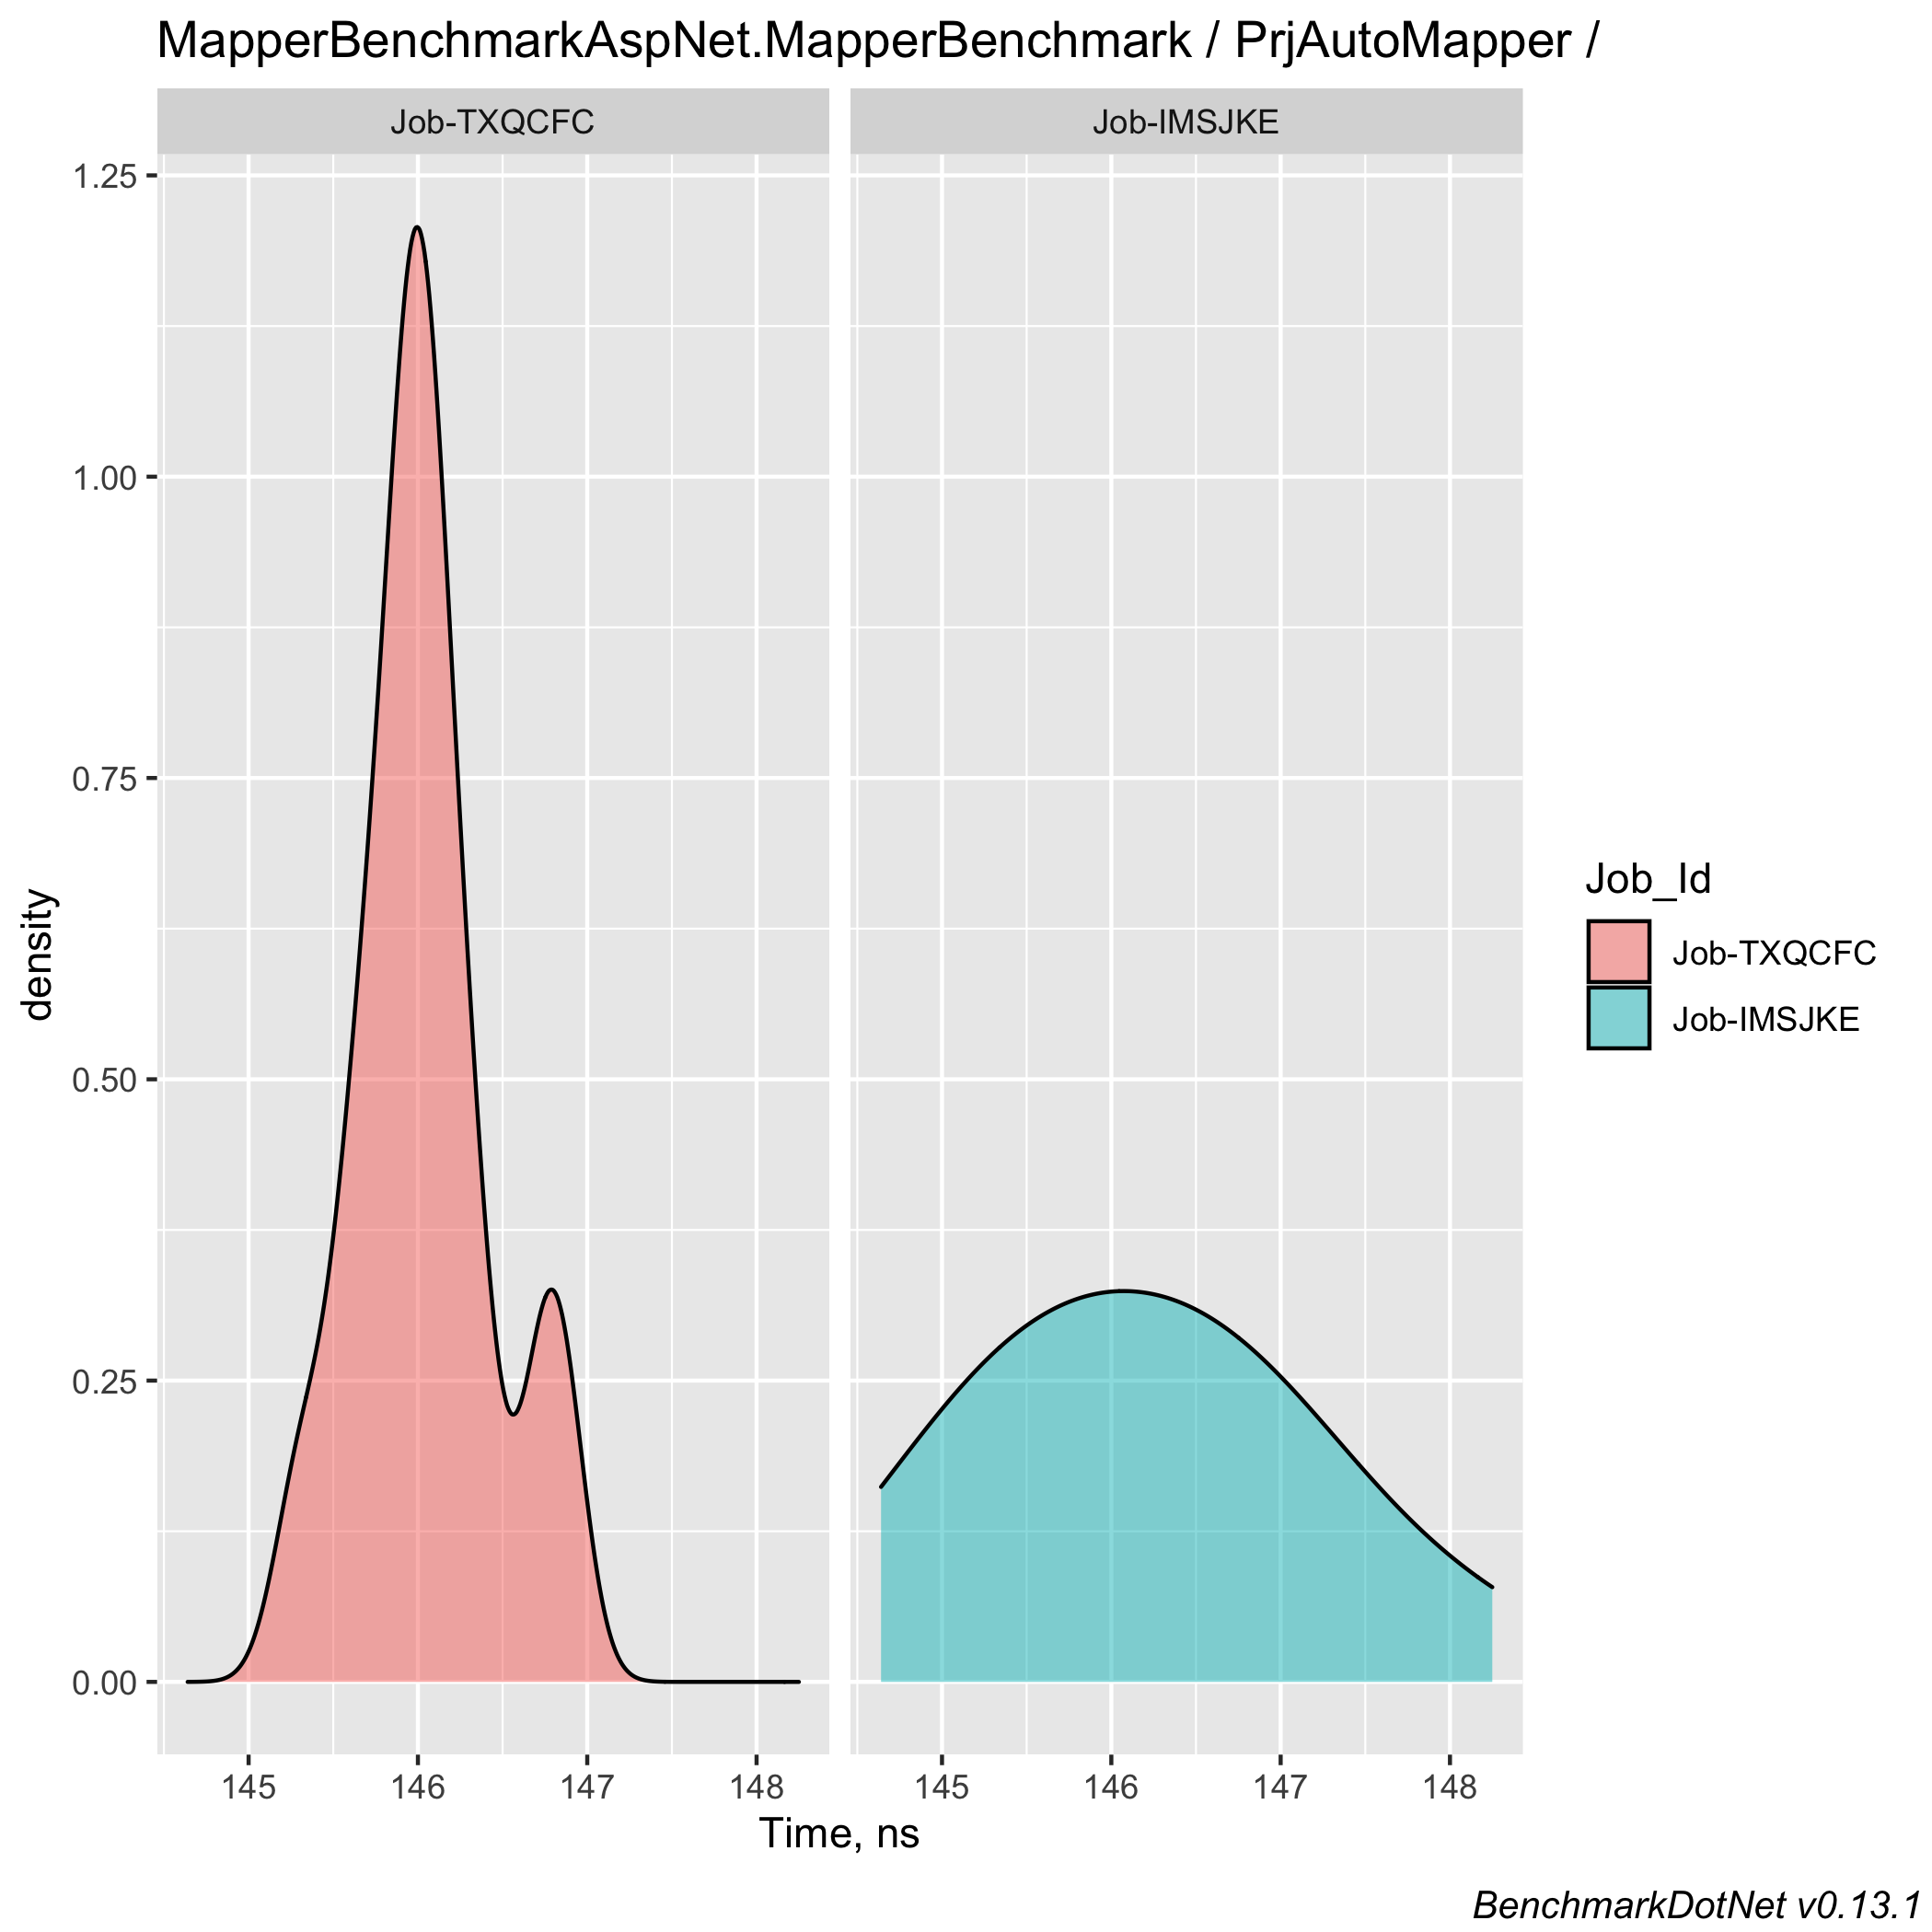 MapperBenchmarkAspNet.MapperBenchmark / PrjAutoMapper /
Job-TXQCFC
Job-IMSJKE
1.25
1.00
0.75
0.50
0.25
0.00
density
145 146 147 148
145 146 147 148
Time, ns
Job_Id
Job-TXQCFC
Job-IMSJKE
BenchmarkDotNet v0.13.1